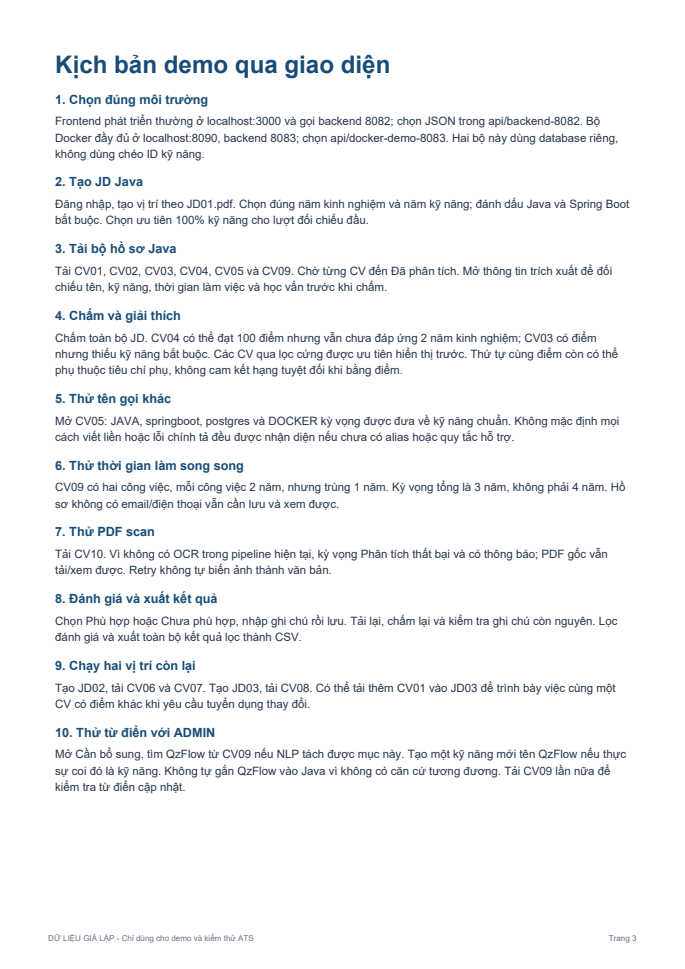 Kịch bản demo qua giao diện
1. Chọn đúng môi trường
Frontend phát triển thường ở localhost:3000 và gọi backend 8082; chọn JSON trong api/backend-8082. Bộ
Docker đầy đủ ở localhost:8090, backend 8083; chọn api/docker-demo-8083. Hai bộ này dùng database riêng,
không dùng chéo ID kỹ năng.
2. Tạo JD Java
Đăng nhập, tạo vị trí theo JD01.pdf. Chọn đúng năm kinh nghiệm và năm kỹ năng; đánh dấu Java và Spring Boot
bắt buộc. Chọn ưu tiên 100% kỹ năng cho lượt đối chiếu đầu.
3. Tải bộ hồ sơ Java
Tải CV01, CV02, CV03, CV04, CV05 và CV09. Chờ từng CV đến Đã phân tích. Mở thông tin trích xuất để đối
chiếu tên, kỹ năng, thời gian làm việc và học vấn trước khi chấm.
4. Chấm và giải thích
Chấm toàn bộ JD. CV04 có thể đạt 100 điểm nhưng vẫn chưa đáp ứng 2 năm kinh nghiệm; CV03 có điểm
nhưng thiếu kỹ năng bắt buộc. Các CV qua lọc cứng được ưu tiên hiển thị trước. Thứ tự cùng điểm còn có thể
phụ thuộc tiêu chí phụ, không cam kết hạng tuyệt đối khi bằng điểm.
5. Thử tên gọi khác
Mở CV05: JAVA, springboot, postgres và DOCKER kỳ vọng được đưa về kỹ năng chuẩn. Không mặc định mọi
cách viết liền hoặc lỗi chính tả đều được nhận diện nếu chưa có alias hoặc quy tắc hỗ trợ.
6. Thử thời gian làm song song
CV09 có hai công việc, mỗi công việc 2 năm, nhưng trùng 1 năm. Kỳ vọng tổng là 3 năm, không phải 4 năm. Hồ
sơ không có email/điện thoại vẫn cần lưu và xem được.
7. Thử PDF scan
Tải CV10. Vì không có OCR trong pipeline hiện tại, kỳ vọng Phân tích thất bại và có thông báo; PDF gốc vẫn
tải/xem được. Retry không tự biến ảnh thành văn bản.
8. Đánh giá và xuất kết quả
Chọn Phù hợp hoặc Chưa phù hợp, nhập ghi chú rồi lưu. Tải lại, chấm lại và kiểm tra ghi chú còn nguyên. Lọc
đánh giá và xuất toàn bộ kết quả lọc thành CSV.
9. Chạy hai vị trí còn lại
Tạo JD02, tải CV06 và CV07. Tạo JD03, tải CV08. Có thể tải thêm CV01 vào JD03 để trình bày việc cùng một
CV có điểm khác khi yêu cầu tuyển dụng thay đổi.
10. Thử từ điển với ADMIN
Mở Cần bổ sung, tìm QzFlow từ CV09 nếu NLP tách được mục này. Tạo một kỹ năng mới tên QzFlow nếu thực
sự coi đó là kỹ năng. Không tự gắn QzFlow vào Java vì không có căn cứ tương đương. Tải CV09 lần nữa để
kiểm tra từ điển cập nhật.
DỮ LIỆU GIẢ LẬP - Chỉ dùng cho demo và kiểm thử ATS
Trang 3